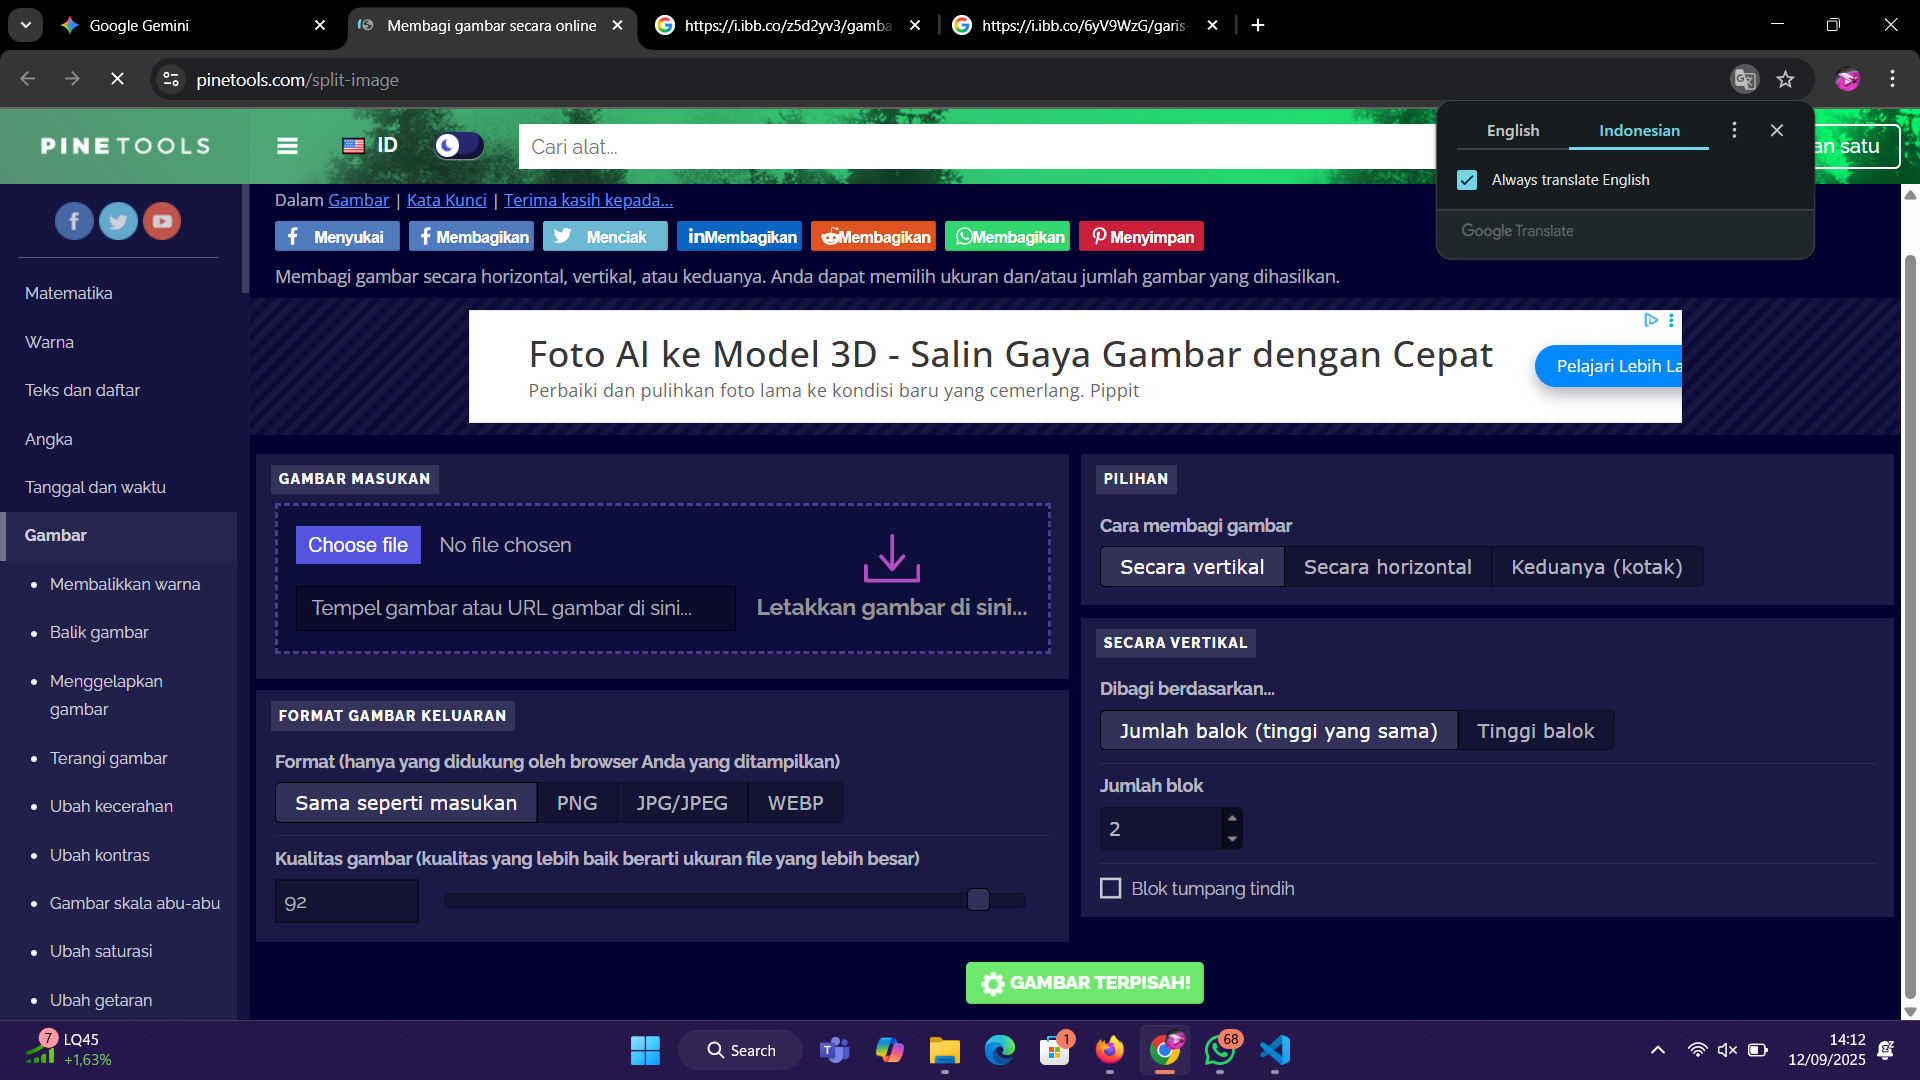 Google Gemini
Membagi gambar secara online
https://i.ibb.co/z5d2yv3/gamba
https://i.ibb.co/6yV9WzG/garis-
pinetools.com/split-image
PINETOOLS
ID
Cari alat...
an satu
English
Indonesian
Always translate English
Google Translate
Dalam Gambar | Kata Kunci | Terima kasih kepada...
Menyukai
Membagikan
Menciak
Membagikan
Membagikan
Membagikan
Menyimpan
Membagi gambar secara horizontal, vertikal, atau keduanya. Anda dapat memilih ukuran dan/atau jumlah gambar yang dihasilkan.
Matematika
Warna
Teks dan daftar
Angka
Tanggal dan waktu
Gambar
Membalikkan warna
Balik gambar
Menggelapkan
gambar
Terangi gambar
Ubah kecerahan
Ubah kontras
Gambar skala abu-abu
Ubah saturasi
Ubah getaran
Foto AI ke Model 3D - Salin Gaya Gambar dengan Cepat
Perbaiki dan pulihkan foto lama ke kondisi baru yang cemerlang. Pippit
Pelajari Lebih La
GAMBAR MASUKAN
Choose file
No file chosen
Tempel gambar atau URL gambar di sini...
Letakkan gambar di sini...
FORMAT GAMBAR KELUARAN
Format (hanya yang didukung oleh browser Anda yang ditampilkan)
Sama seperti masukan
PNG
JPG/JPEG
WEBP
Kualitas gambar (kualitas yang lebih baik berarti ukuran file yang lebih besar)
92
PILIHAN
Cara membagi gambar
Secara vertikal
Secara horizontal
Keduanya (kotak)
SECARA VERTIKAL
Dibagi berdasarkan...
Jumlah balok (tinggi yang sama)
Tinggi balok
Jumlah blok
2
Blok tumpang tindih
GAMBAR TERPISAH!
7
LQ45
+1,63%
Search
1
68
14:12
12/09/2025